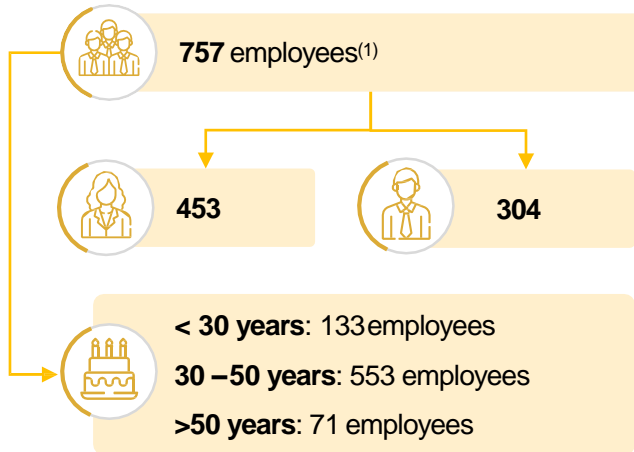 757 employees(1)
453
304
< 30 years: 133 employees
30 – 50 years: 553 employees
>50 years: 71 employees